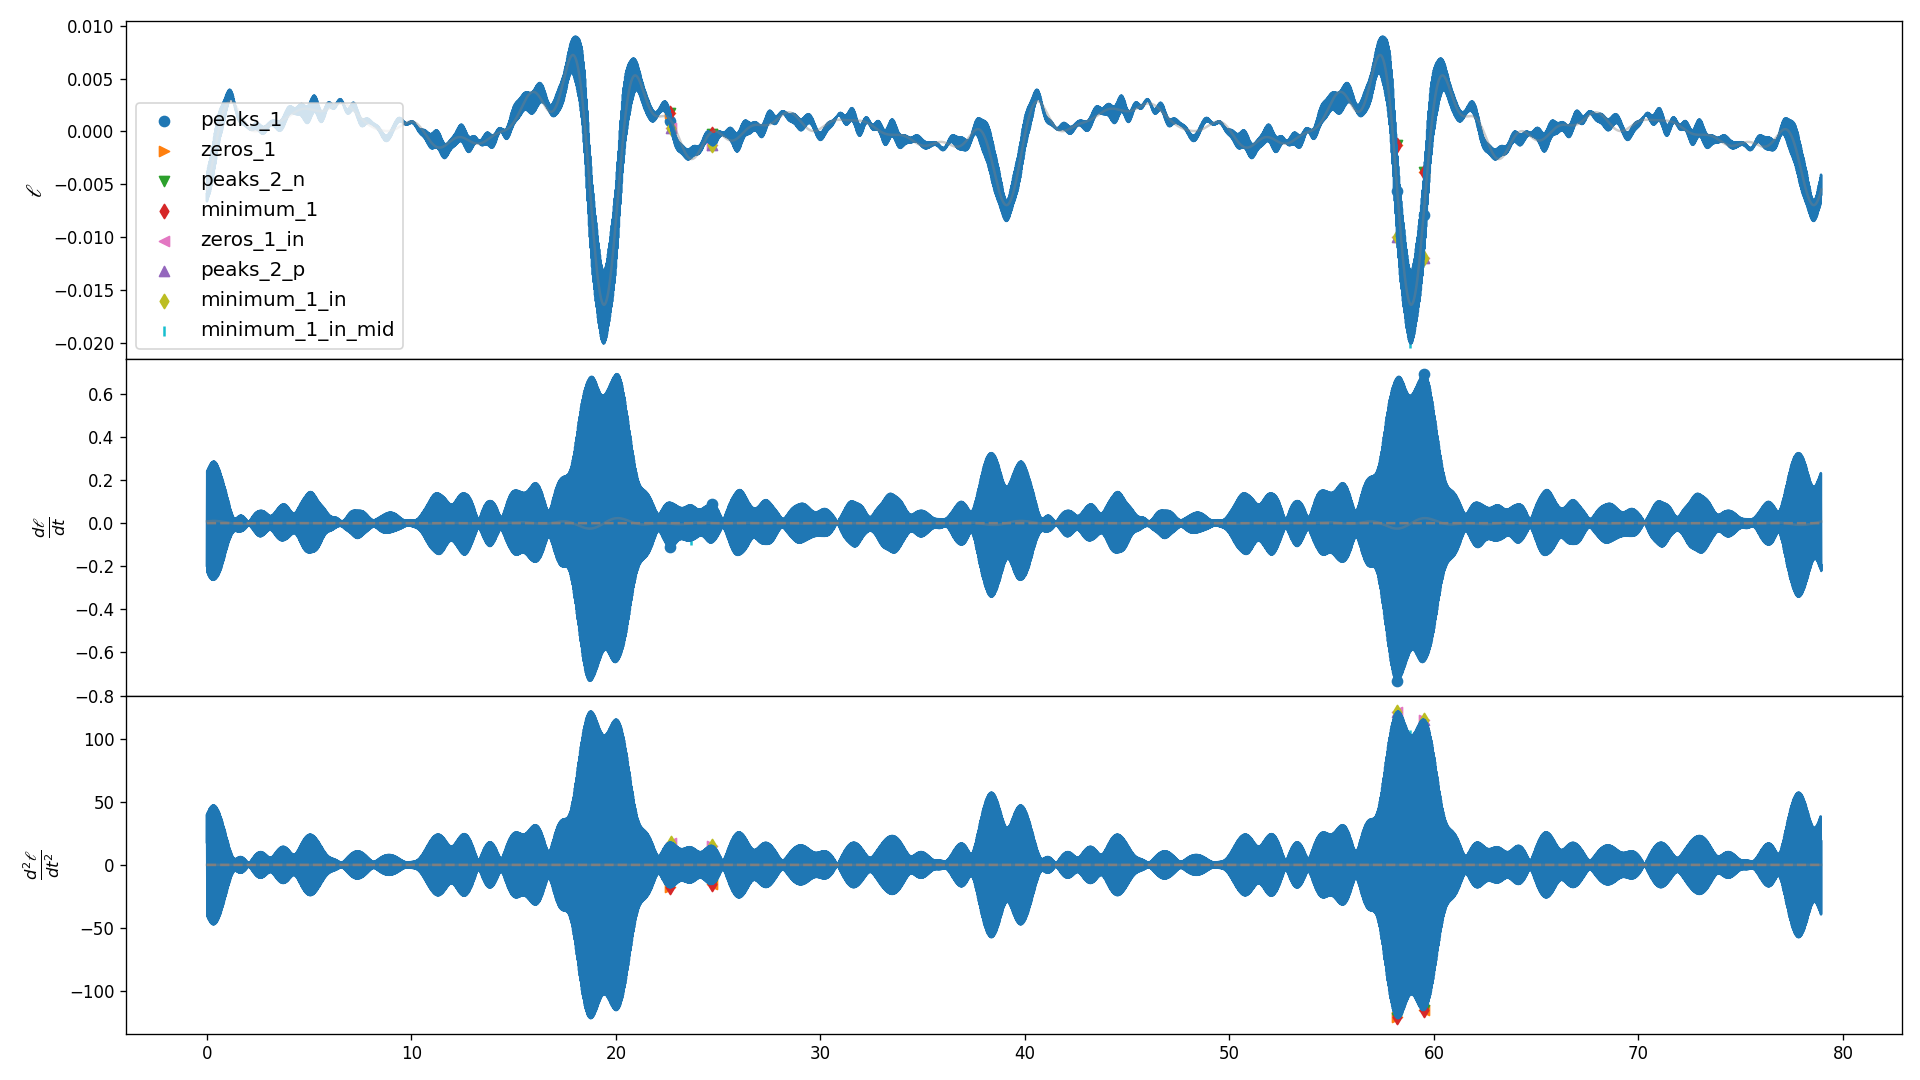 0.010
0.005
0.000
−0.005
−0.010
−0.015
−0.020
ℓ
peaks_1
zeros_1
peaks_2_n
minimum_1
zeros_1_in
peaks_2_p
minimum_1_in
minimum_1_in_mid
0.6
0.4
0.2
0.0
−0.2
−0.4
−0.6
−0.8
dℓ
dt
100
50
0
−50
−100
d²ℓ
dt²
0 10 20 30 40 50 60 70 80